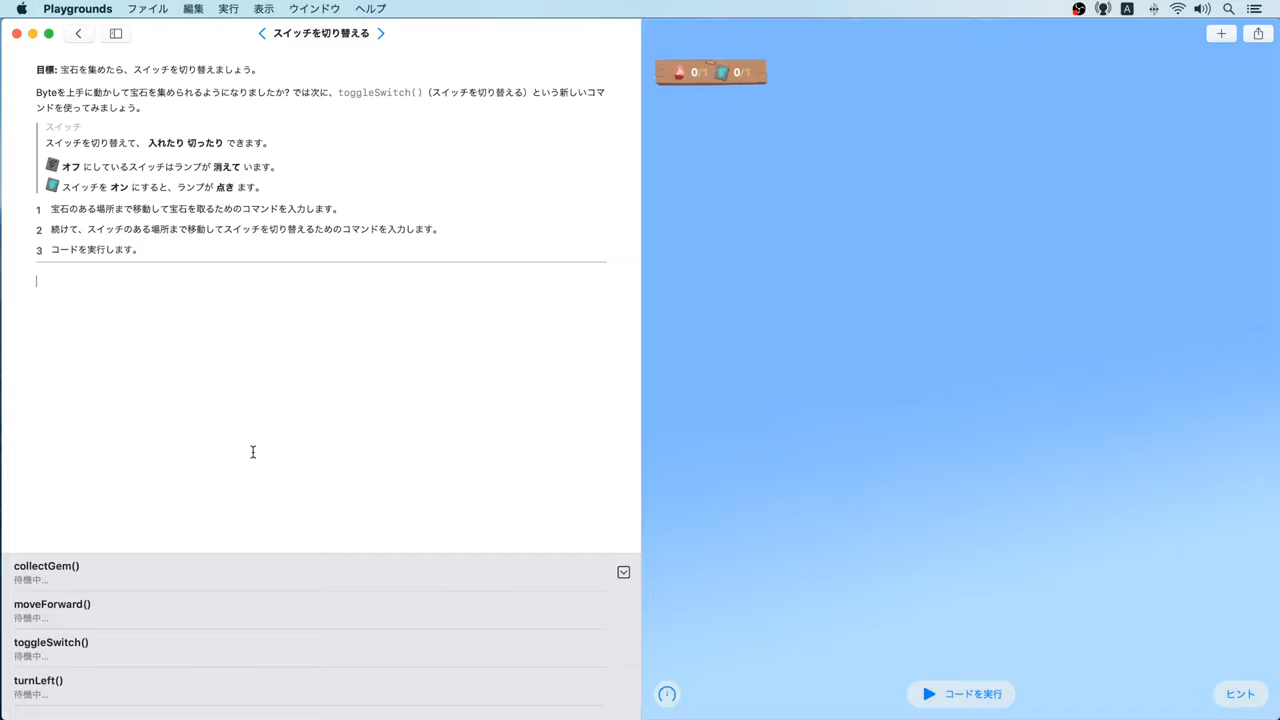 Playgrounds ファイル 編集 実行 表示 ウインドウ ヘルプ A
スイッチを切り替える
目標: 宝石を集めたら、スイッチを切り替えましょう。
Byteを上手に動かして宝石を集められるようになりましたか? では次に、toggleSwitch()（スイッチを切り替える）という新しいコマ
ンドを使ってみましょう。
スイッチ
スイッチを切り替えて、 入れたり 切ったり できます。
オフ にしているスイッチはランプが 消えて います。
スイッチを オン にすると、ランプが 点き ます。
1 宝石のある場所まで移動して宝石を取るためのコマンドを入力します。
2 続けて、スイッチのある場所まで移動してスイッチを切り替えるためのコマンドを入力します。
3 コードを実行します。
collectGem()
待機中...
moveForward()
待機中...
toggleSwitch()
待機中...
turnLeft()
待機中...
0/1 0/1
コードを実行
ヒント